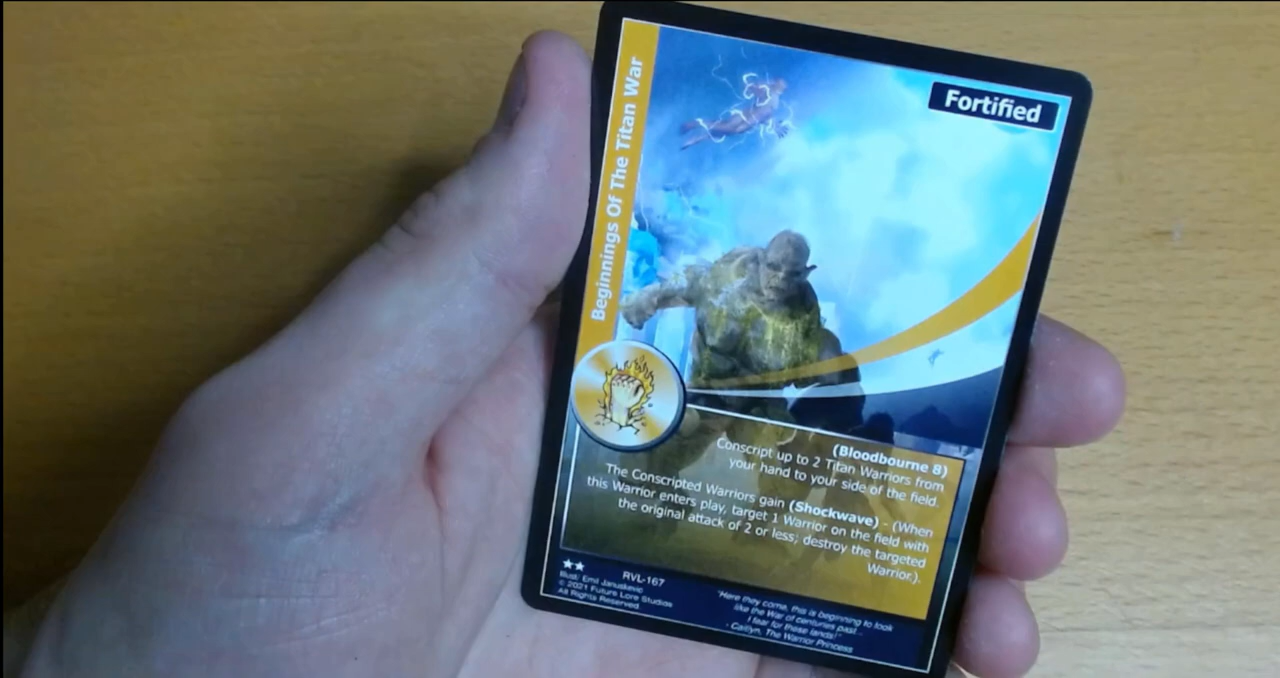 Beginnings Of The Titan War
Fortified
(Bloodbourne 8)
Conscript up to 2 Titan Warriors from
your hand to your side of the field.
The Conscripted Warriors gain (Shockwave) - (When
this Warrior enters play, target 1 Warrior on the field with
the original attack of 2 or less; destroy the targeted
Warrior.).
RVL-167
Illust: Emil Januskevic
© 2021 Future Lore Studios
All Rights Reserved
"Here they come, this is beginning to look
like the War of centuries past...
I fear for these lands!"
- Caitlyn, The Warrior Princess